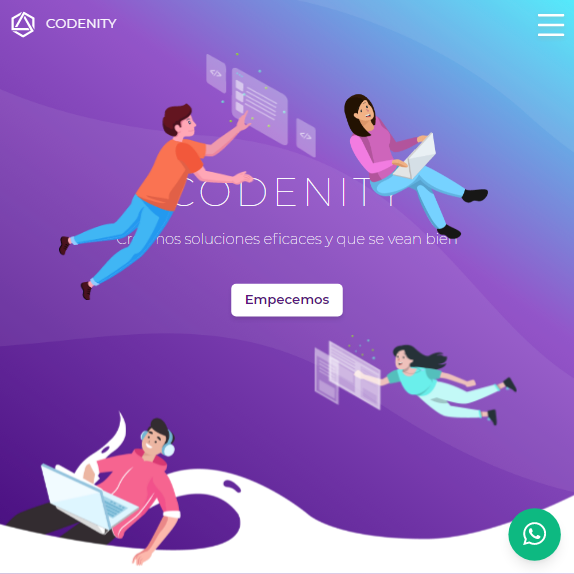 CODENITY
CODENITY
Creamos soluciones eficaces y que se vean bien
Empecemos